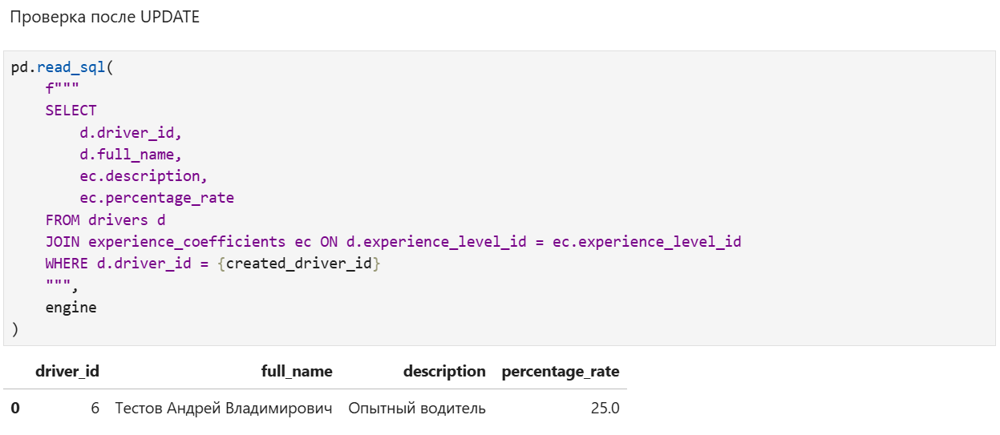 Проверка после UPDATE
pd.read_sql(
    f"""
    SELECT
        d.driver_id,
        d.full_name,
        ec.description,
        ec.percentage_rate
    FROM drivers d
    JOIN experience_coefficients ec ON d.experience_level_id = ec.experience_level_id
    WHERE d.driver_id = {created_driver_id}
    """,
    engine
)
driver_id full_name description percentage_rate
0 6 Тестов Андрей Владимирович Опытный водитель 25.0